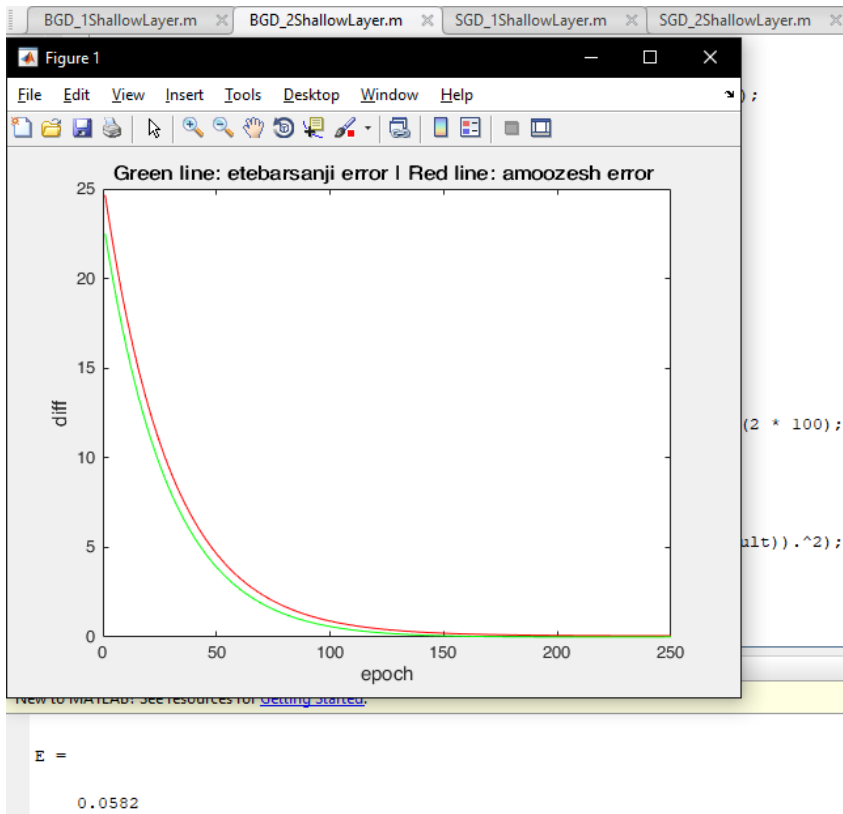 BGD_1ShallowLayer.m BGD_2ShallowLayer.m SGD_1ShallowLayer.m SGD_2ShallowLayer.m
Figure 1
);
File Edit View Insert Tools Desktop Window Help
Green line: etebarsanji error | Red line: amoozesh error
25
20
15
10
5
0
diff
0 50 100 150 200 250
epoch
(2 * 100);
ult)).^2);
New to MATLAB? See resources for Getting Started.
E =
0.0582